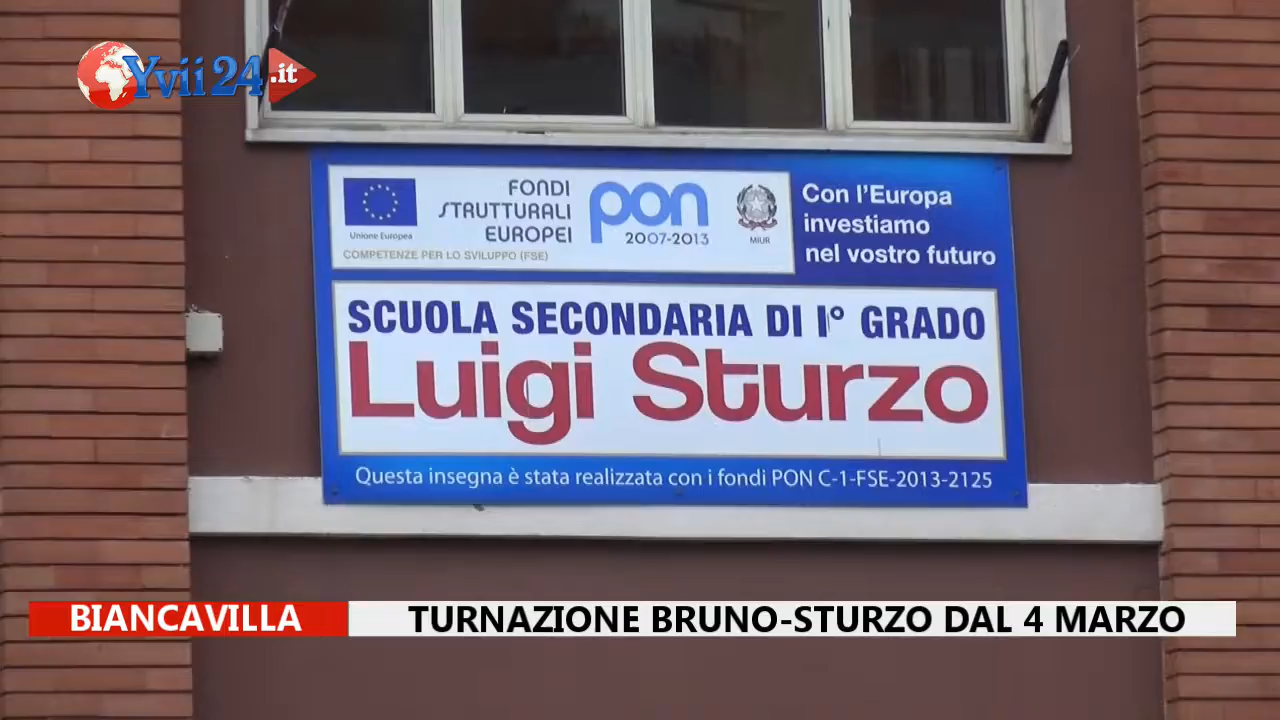 Yvii 24.it
FONDI
STRUTTURALI
EUROPEI
pon
2007-2013
Unione Europea
MIUR
COMPETENZE PER LO SVILUPPO (FSE)
Con l'Europa
investiamo
nel vostro futuro
SCUOLA SECONDARIA DI I° GRADO
Luigi Sturzo
Questa insegna è stata realizzata con i fondi PON C-1-FSE-2013-2125
BIANCAVILLA
TURNAZIONE BRUNO-STURZO DAL 4 MARZO